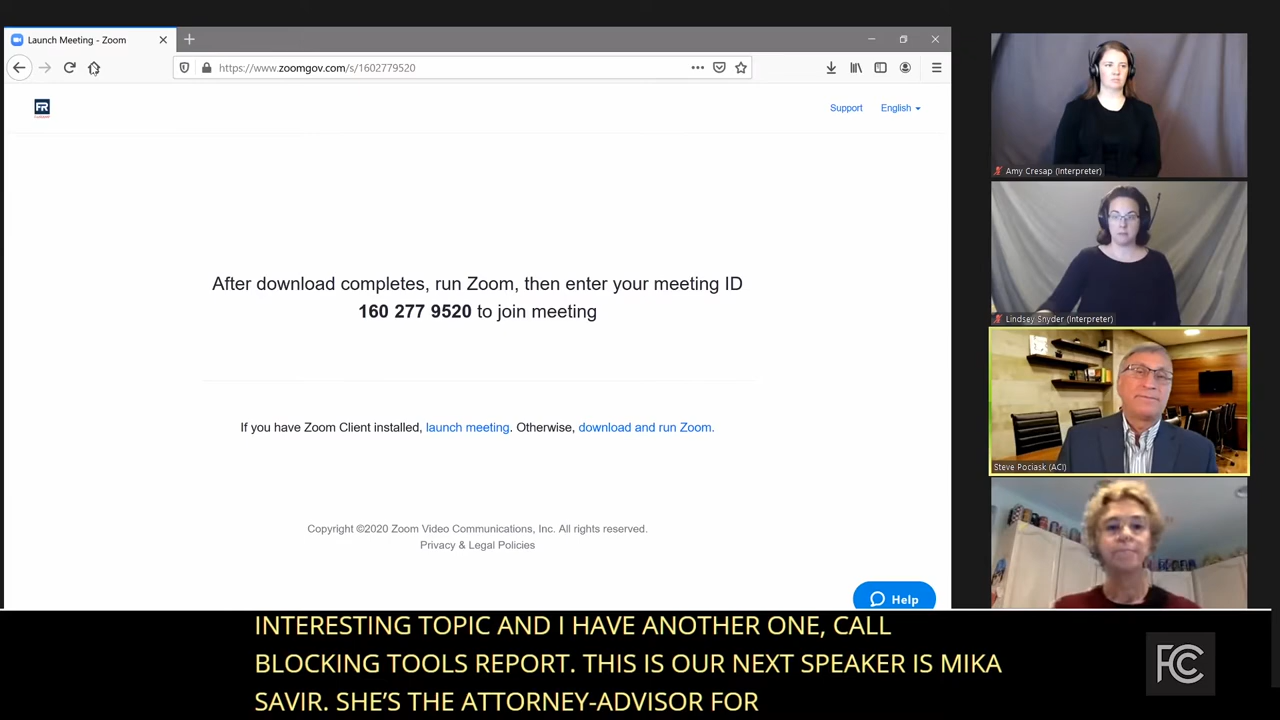 Launch Meeting - Zoom
https://www.zoomgov.com/s/1602779520
FR
Support English
After download completes, run Zoom, then enter your meeting ID
160 277 9520 to join meeting
If you have Zoom Client installed, launch meeting. Otherwise, download and run Zoom.
Copyright ©2020 Zoom Video Communications, Inc. All rights reserved.
Privacy & Legal Policies
Help
Amy Cresap (Interpreter)
Lindsey Snyder (Interpreter)
Steve Pociask (ACI)
INTERESTING TOPIC AND I HAVE ANOTHER ONE, CALL
BLOCKING TOOLS REPORT. THIS IS OUR NEXT SPEAKER IS MIKA
SAVIR. SHE'S THE ATTORNEY-ADVISOR FOR
FCC